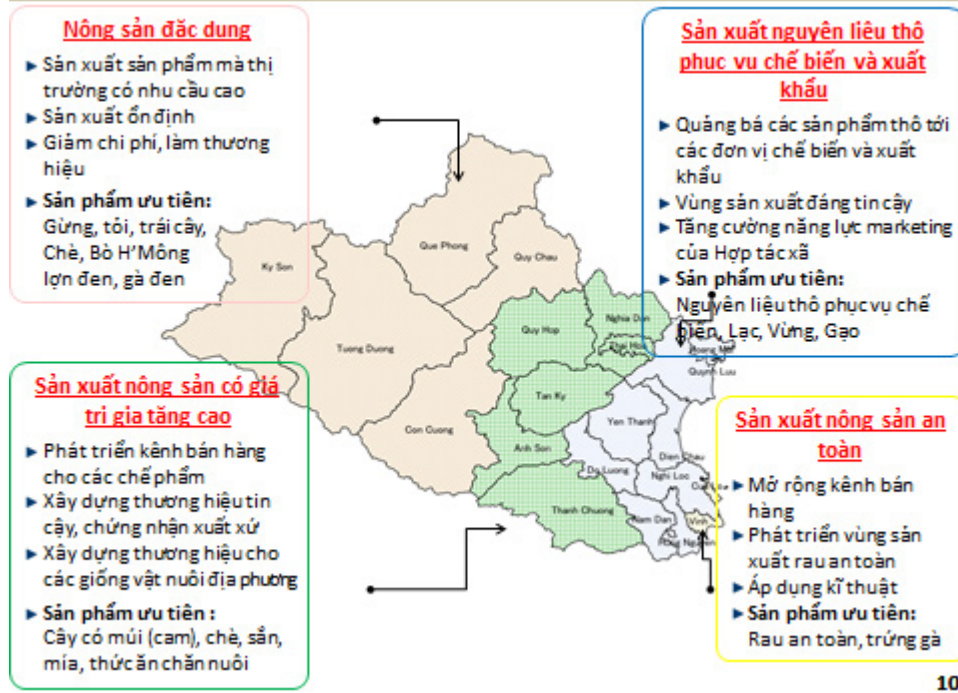 Nông sản đăc dung
▶ Sản xuất sản phẩm mà thị
trường có nhu cầu cao
▶ Sản xuất ổn định
▶ Giảm chi phí, làm thương
hiệu
▶ Sản phẩm ưu tiên:
Gừng, tỏi, trái cây,
Chè, Bò H'Mông
lợn đen, gà đen
Sản xuất nguyên liêu thô
phuc vu chế biến và xuất
khẩu
▶ Quảng bá các sản phẩm thô tới
các đơn vị chế biến và xuất
khẩu
▶ Vùng sản xuất đáng tin cậy
▶ Tăng cường năng lực marketing
của Hợp tác xã
▶ Sản phẩm ưu tiên:
Nguyên liệu thô phục vụ chế
biến, Lạc, Vừng, Gạo
Ky Son
Que Phong
Quy Chau
Tuong Duong
Quy Hop
Nghia Dan
Thai Hoa
Hoang Mai
Quynh Luu
Tan Ky
Con Cuong
Anh Son
Yen Thanh
Dien Chau
Do Luong
Nghi Loc
Thanh Chuong
Nam Dan
Vinh
Sản xuất nông sản có giá
tri gia tăng cao
▶ Phát triển kênh bán hàng
cho các chế phẩm
▶ Xây dựng thương hiệu tin
cậy, chứng nhận xuất xứ
▶ Xây dựng thương hiệu cho
các giống vật nuôi địa phương
▶ Sản phẩm ưu tiên :
Cây có múi (cam), chè, sắn,
mía, thức ăn chăn nuôi
Sản xuất nông sản an
toàn
▶ Mở rộng kênh bán
hàng
▶ Phát triển vùng sản
xuất rau an toàn
▶ Áp dụng kĩ thuật
▶ Sản phẩm ưu tiên:
Rau an toàn, trứng gà
10